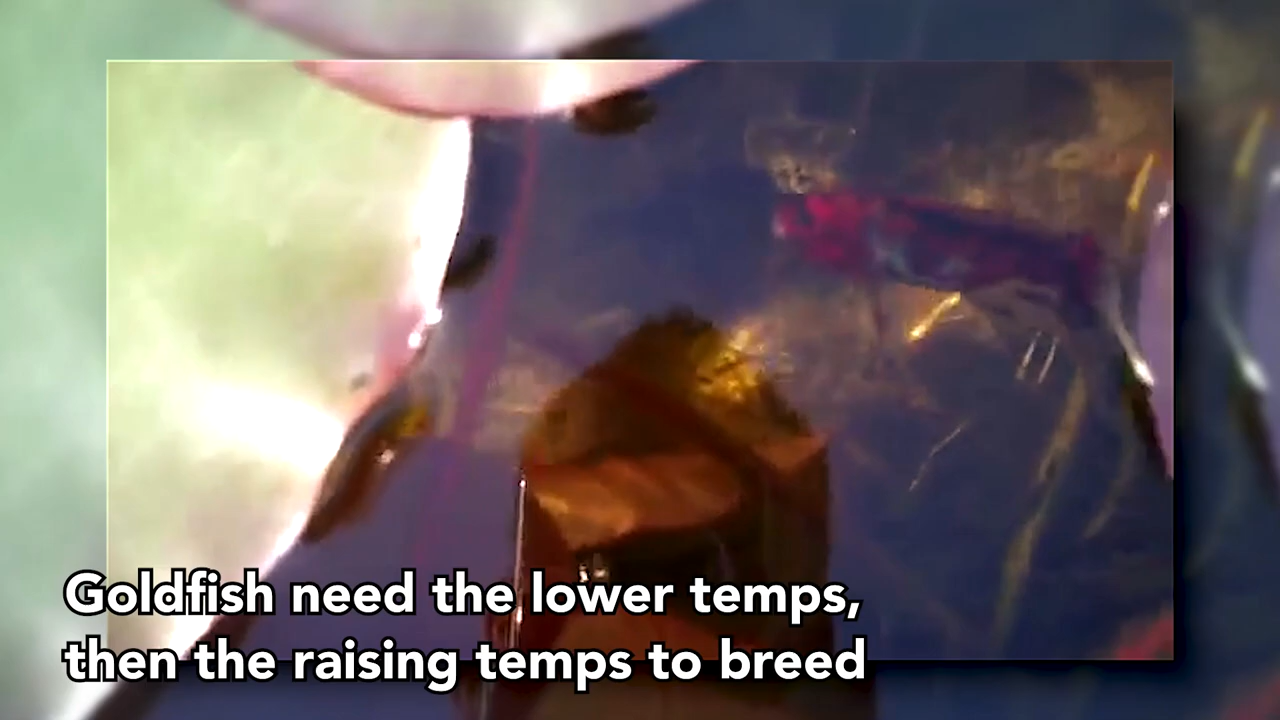 Goldfish need the lower temps,
then the raising temps to breed